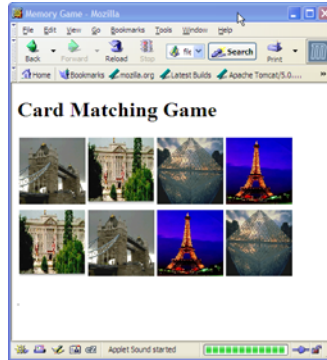 Memory Game - Mozilla
File Edit View Go Bookmarks Tools Window Help
Back Forward Reload Stop Search Print
Home Bookmarks mozilla.org Latest Builds Apache Tomcat/5.0....
Card Matching Game
Applet Sound started